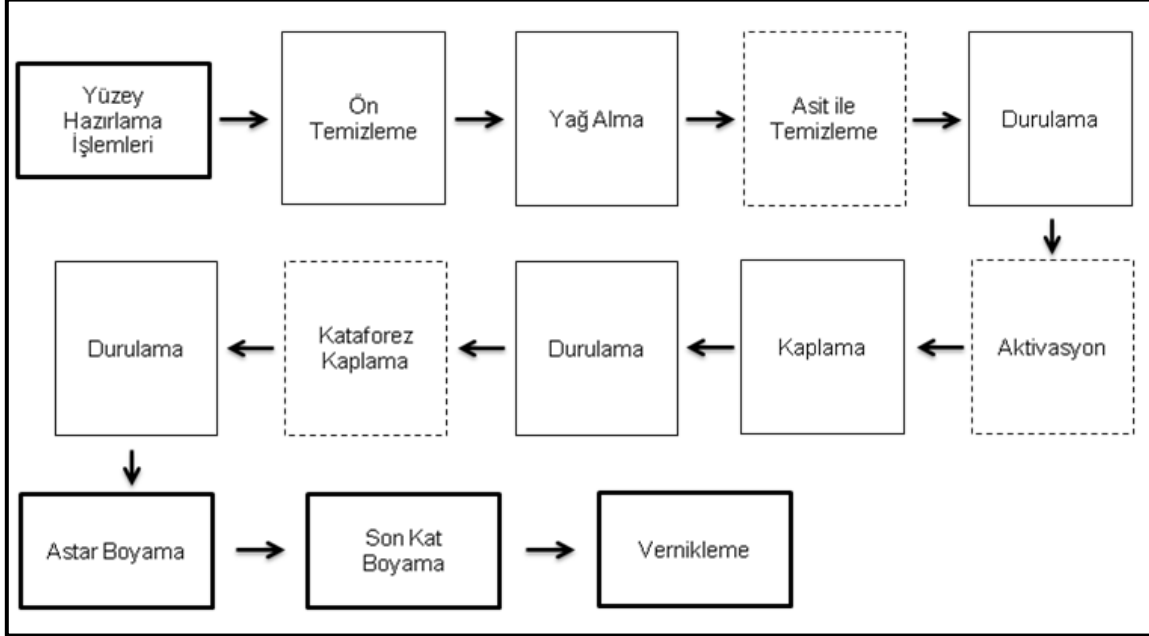 Yüzey
Hazırlama
İşlemleri
Ön
Temizleme
Yağ Alma
Asit ile
Temizleme
Durulama
Durulama
Kataforez
Kaplama
Durulama
Kaplama
Aktivasyon
Astar Boyama
Son Kat
Boyama
Vernikleme